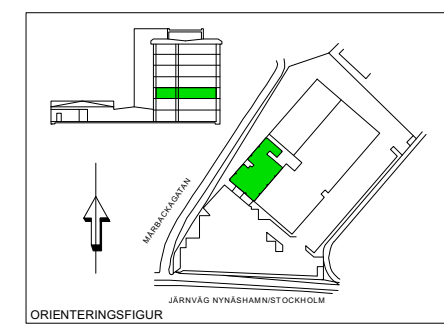 MÅRBACKAGATAN
JÄRNVÄG NYNÄSHAMN/STOCKHOLM
ORIENTERINGSFIGUR